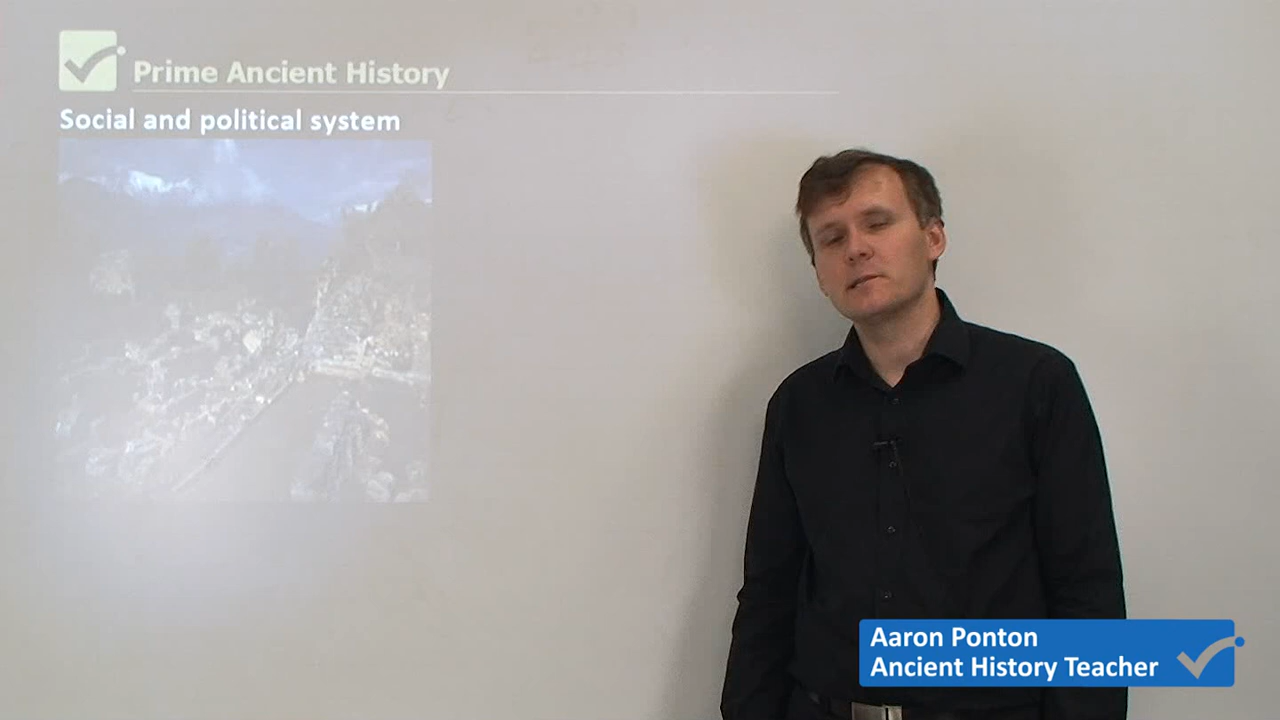 Prime Ancient History
Social and political system
Aaron Ponton
Ancient History Teacher